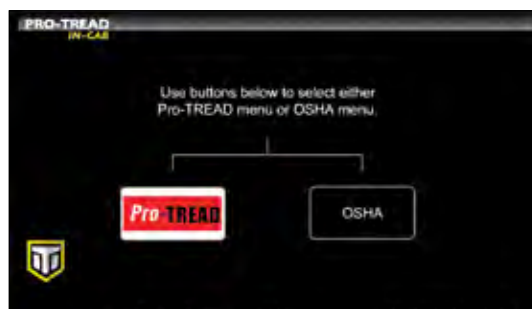 PRO-TREAD
IN-CAB
Use buttons below to select either
Pro-TREAD menu or OSHA menu.
Pro-TREAD
OSHA